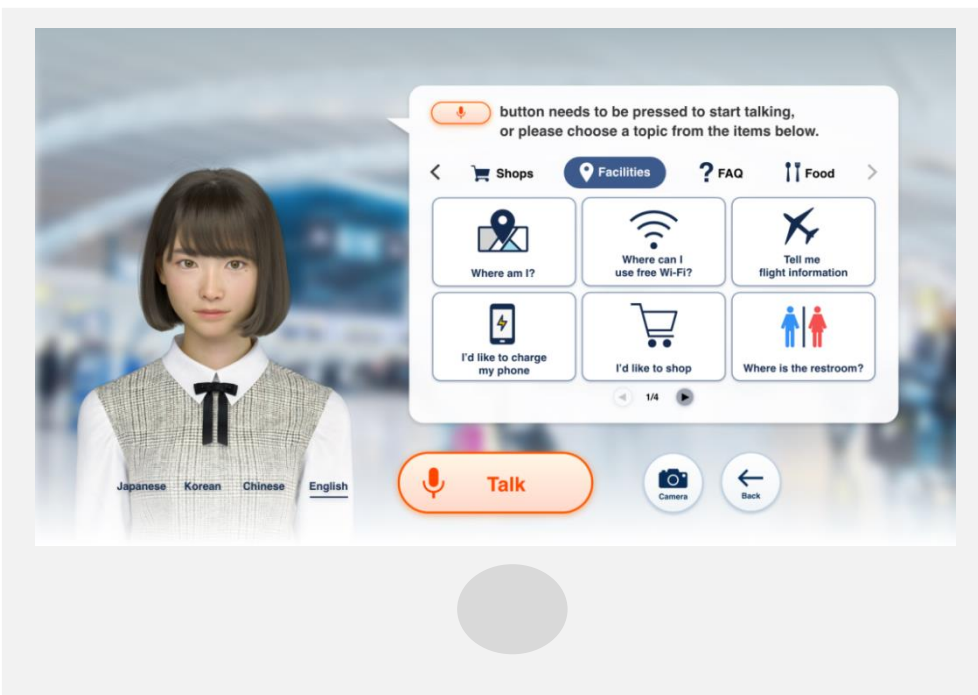 button needs to be pressed to start talking,
or please choose a topic from the items below.
Shops
Facilities
FAQ
Food
Where am I?
Where can I
use free Wi-Fi?
Tell me
flight information
I'd like to charge
my phone
I'd like to shop
Where is the restroom?
1/4
Japanese Korean Chinese English
Talk
Camera
Back